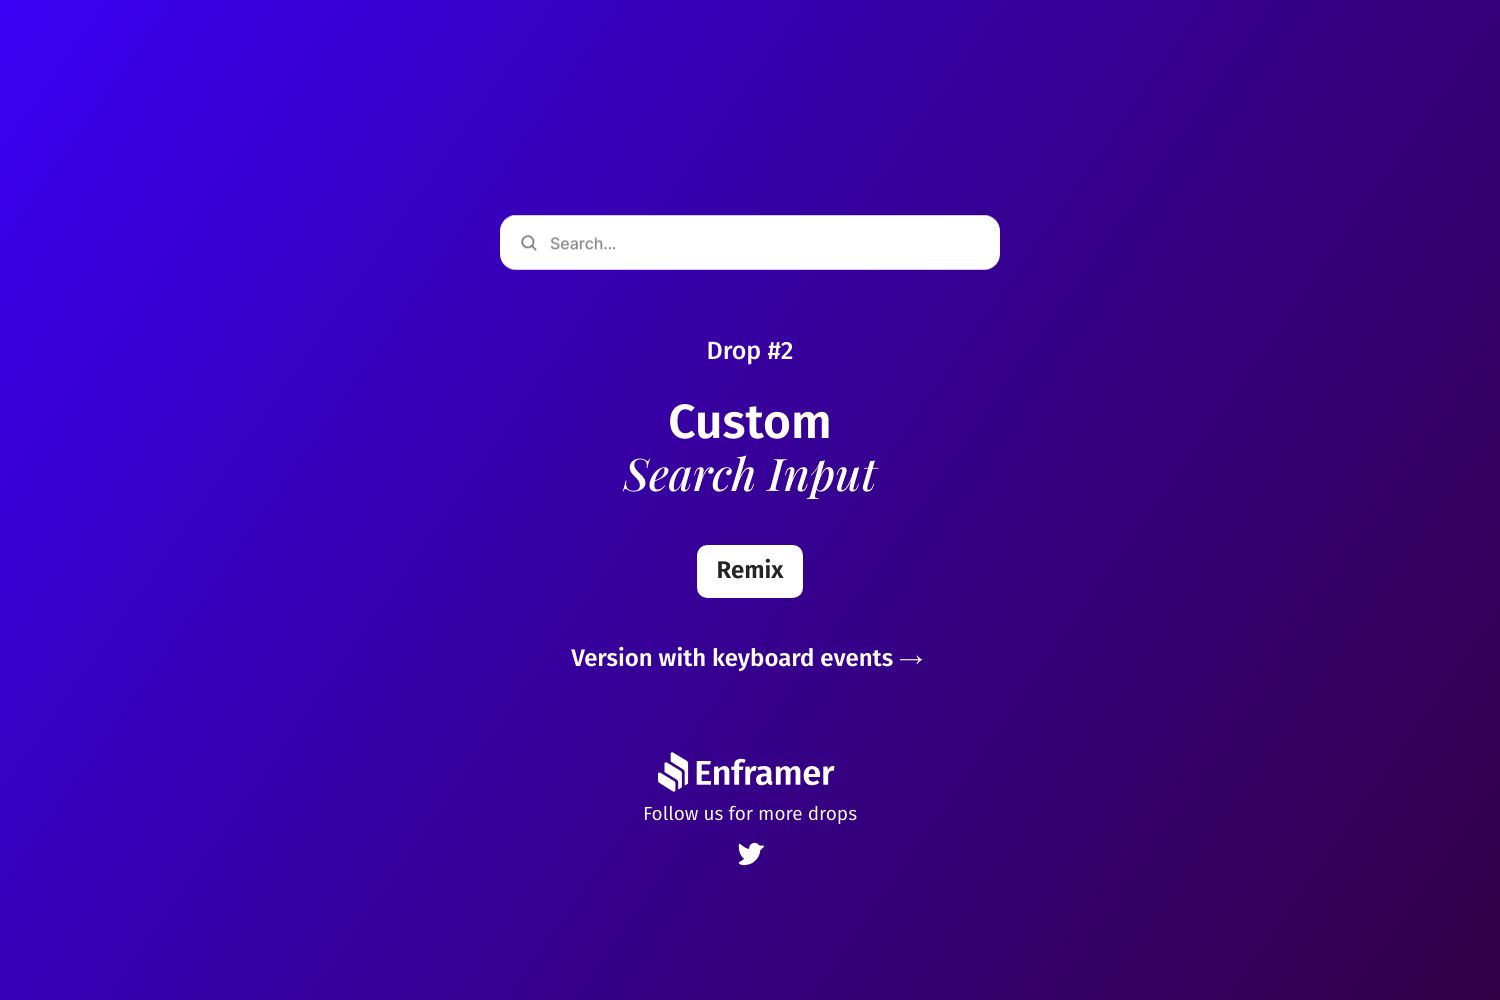 Search...
Drop #2
Custom
Search Input
Remix
Version with keyboard events →
Enframer
Follow us for more drops